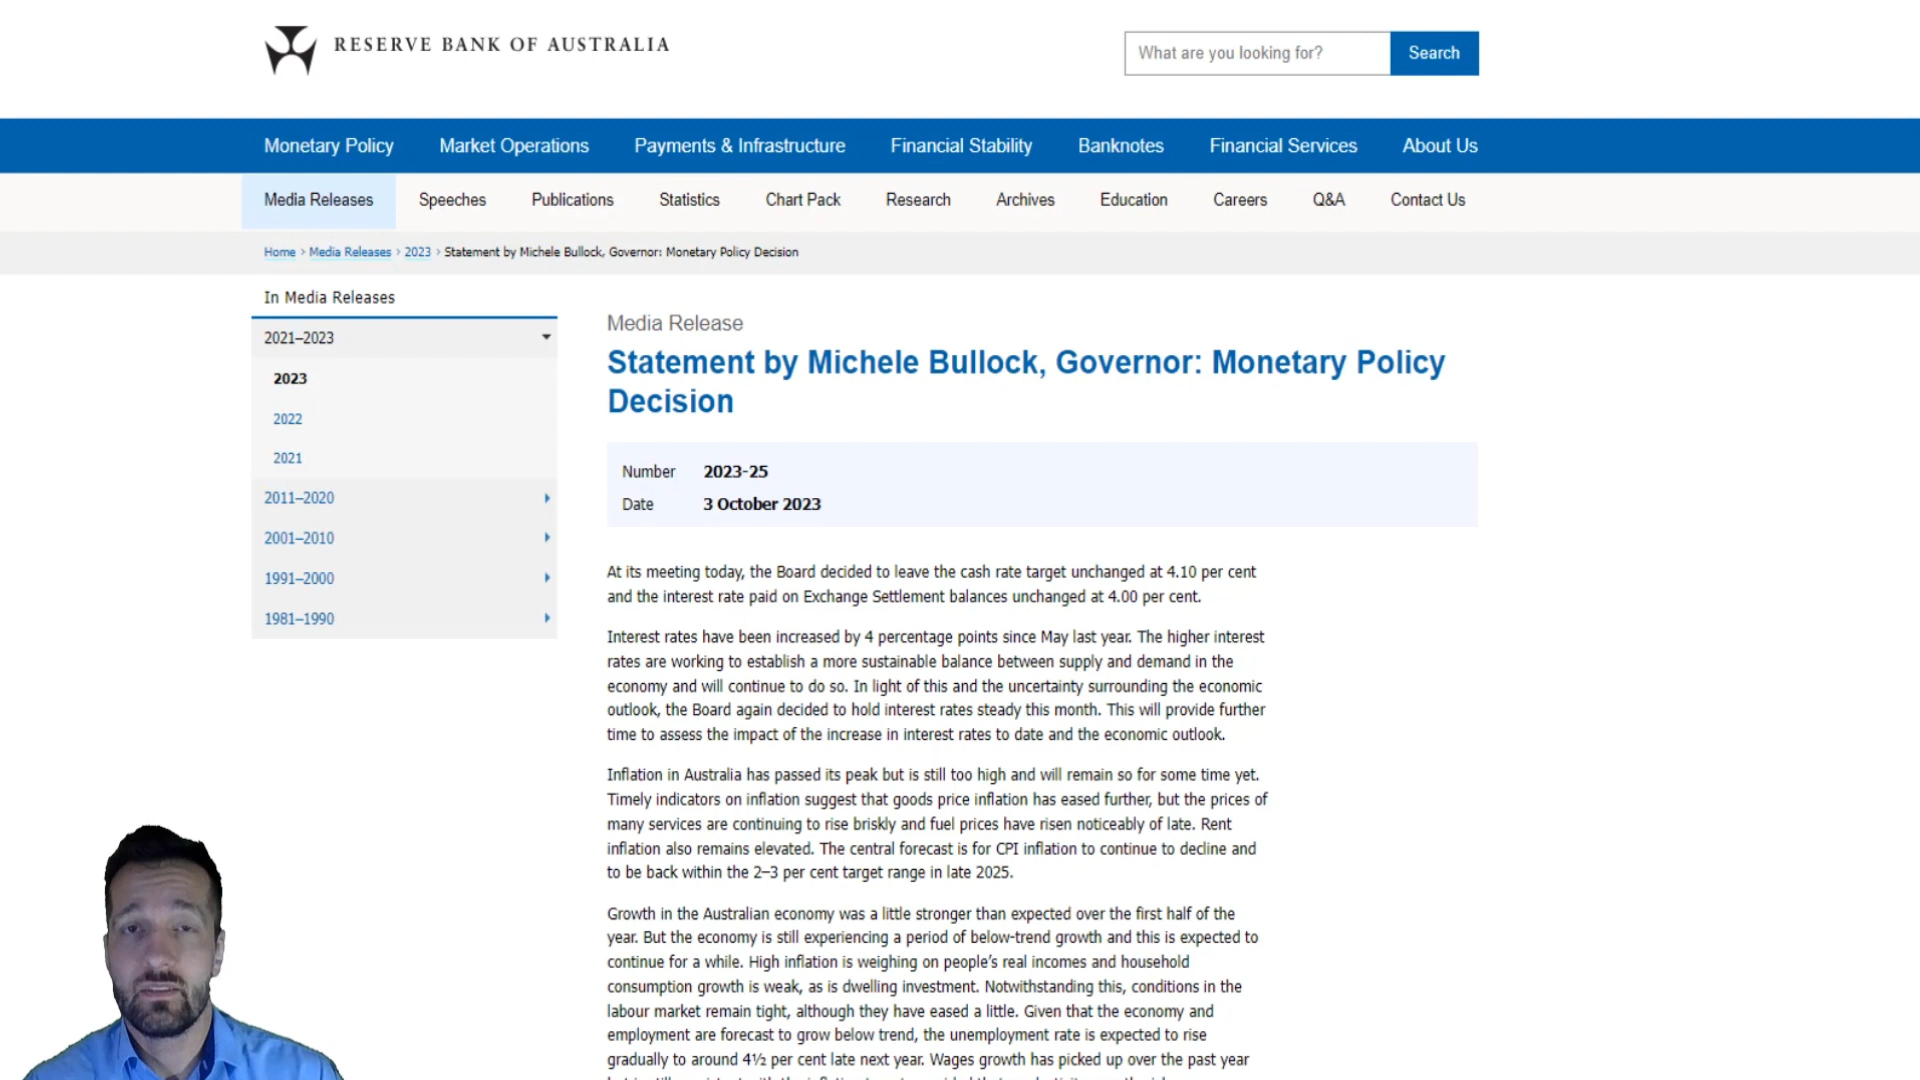 RESERVE BANK OF AUSTRALIA
What are you looking for?
Search
Monetary Policy
Market Operations
Payments & Infrastructure
Financial Stability
Banknotes
Financial Services
About Us
Media Releases
Speeches
Publications
Statistics
Chart Pack
Research
Archives
Education
Careers
Q&A
Contact Us
Home › Media Releases › 2023 › Statement by Michele Bullock, Governor: Monetary Policy Decision
In Media Releases
2021–2023
2023
2022
2021
2011–2020
2001–2010
1991–2000
1981–1990
Media Release
Statement by Michele Bullock, Governor: Monetary Policy
Decision
Number 2023-25
Date 3 October 2023
At its meeting today, the Board decided to leave the cash rate target unchanged at 4.10 per cent
and the interest rate paid on Exchange Settlement balances unchanged at 4.00 per cent.
Interest rates have been increased by 4 percentage points since May last year. The higher interest
rates are working to establish a more sustainable balance between supply and demand in the
economy and will continue to do so. In light of this and the uncertainty surrounding the economic
outlook, the Board again decided to hold interest rates steady this month. This will provide further
time to assess the impact of the increase in interest rates to date and the economic outlook.
Inflation in Australia has passed its peak but is still too high and will remain so for some time yet.
Timely indicators on inflation suggest that goods price inflation has eased further, but the prices of
many services are continuing to rise briskly and fuel prices have risen noticeably of late. Rent
inflation also remains elevated. The central forecast is for CPI inflation to continue to decline and
to be back within the 2–3 per cent target range in late 2025.
Growth in the Australian economy was a little stronger than expected over the first half of the
year. But the economy is still experiencing a period of below-trend growth and this is expected to
continue for a while. High inflation is weighing on people's real incomes and household
consumption growth is weak, as is dwelling investment. Notwithstanding this, conditions in the
labour market remain tight, although they have eased a little. Given that the economy and
employment are forecast to grow below trend, the unemployment rate is expected to rise
gradually to around 4½ per cent late next year. Wages growth has picked up over the past year